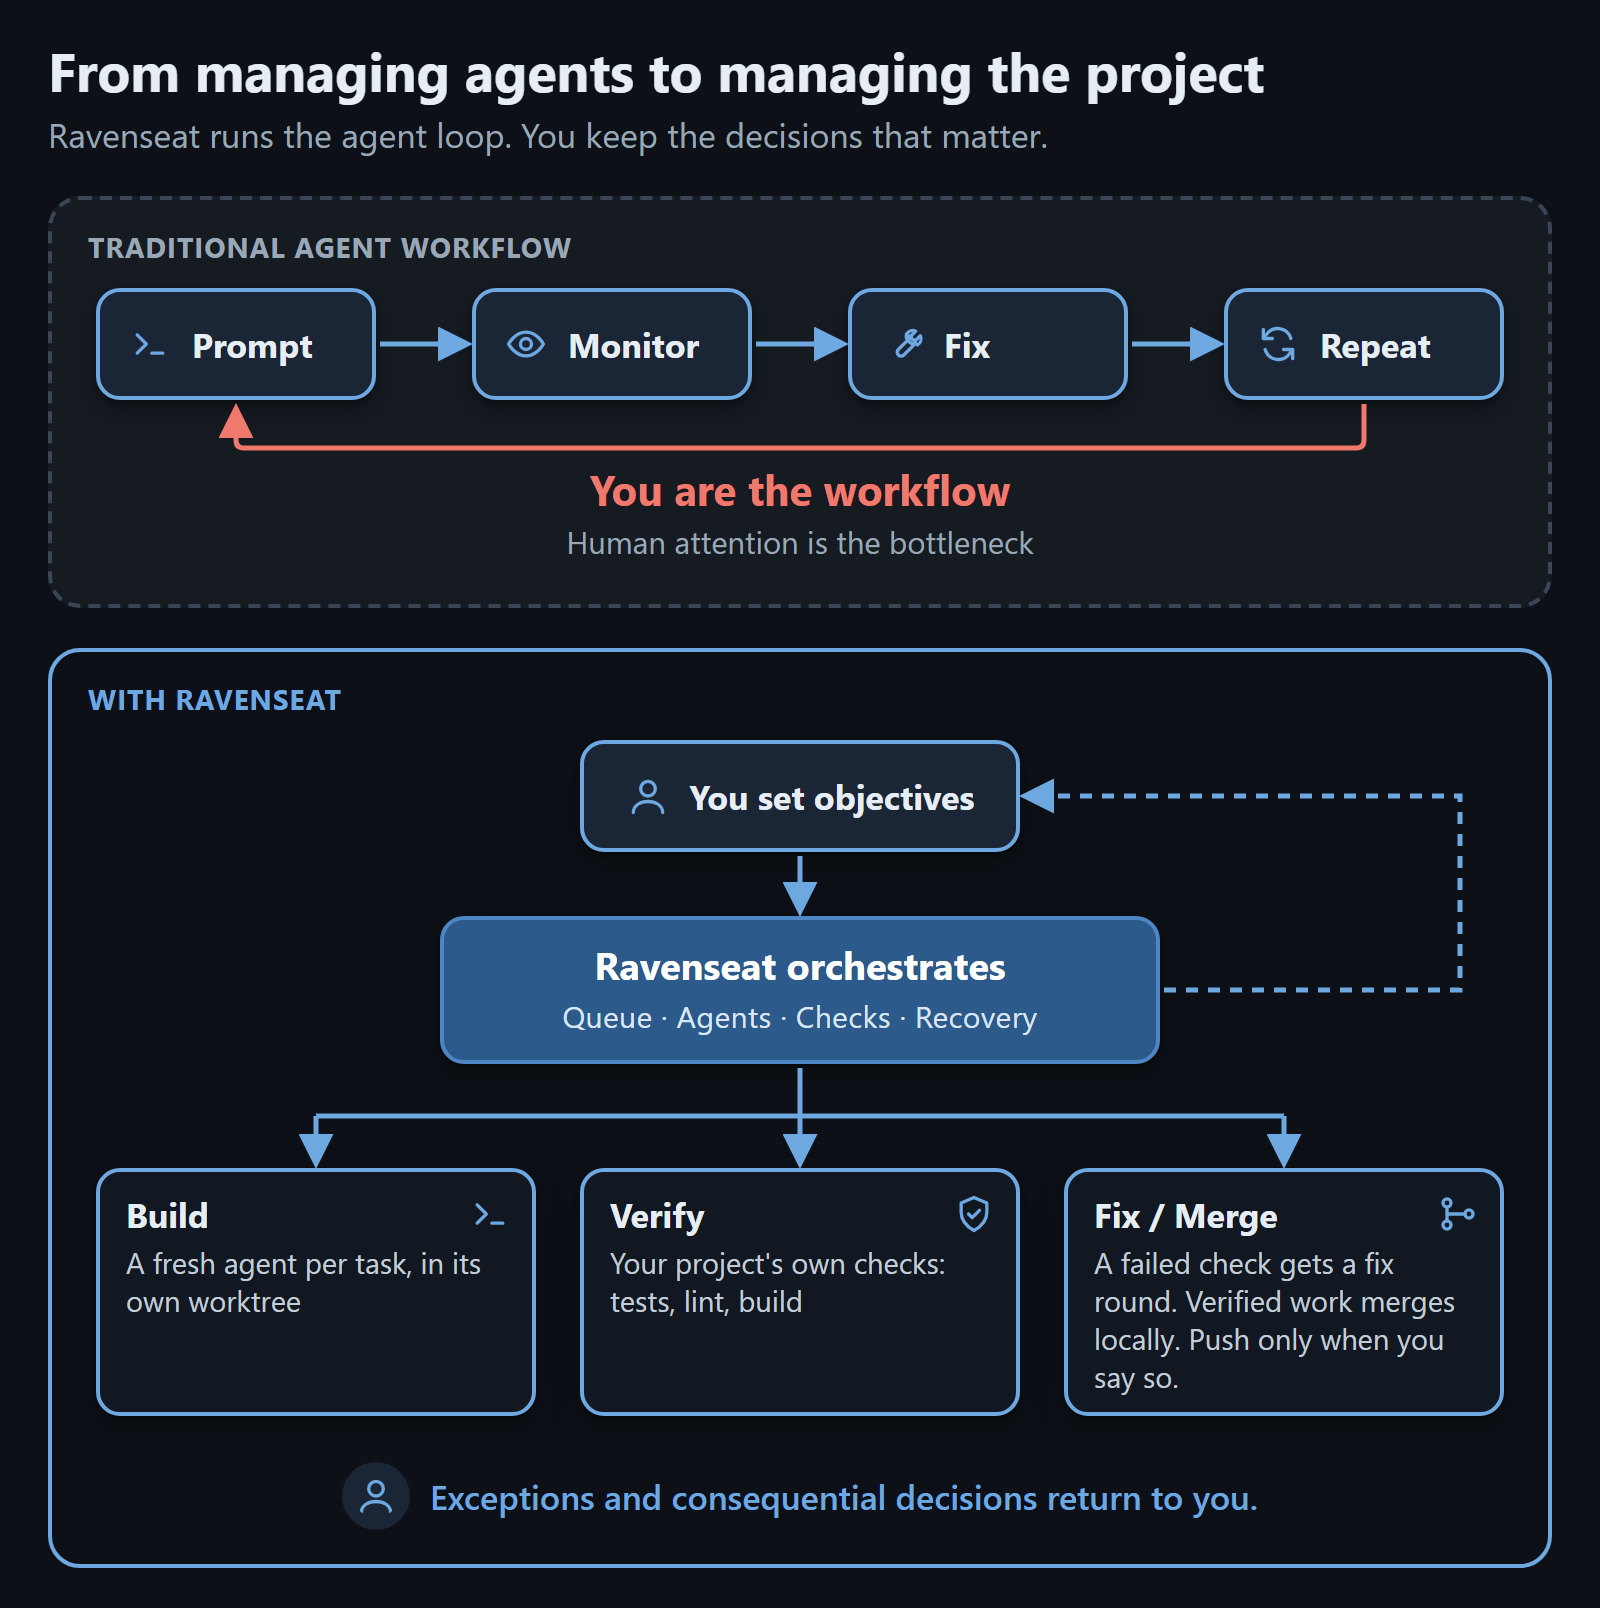 From managing agents to managing the project
Ravenseat runs the agent loop. You keep the decisions that matter.
TRADITIONAL AGENT WORKFLOW
Prompt
Monitor
Fix
Repeat
You are the workflow
Human attention is the bottleneck
WITH RAVENSEAT
You set objectives
Ravenseat orchestrates
Queue · Agents · Checks · Recovery
Build
A fresh agent per task, in its
own worktree
Verify
Your project's own checks:
tests, lint, build
Fix / Merge
A failed check gets a fix
round. Verified work merges
locally. Push only when you
say so.
Exceptions and consequential decisions return to you.